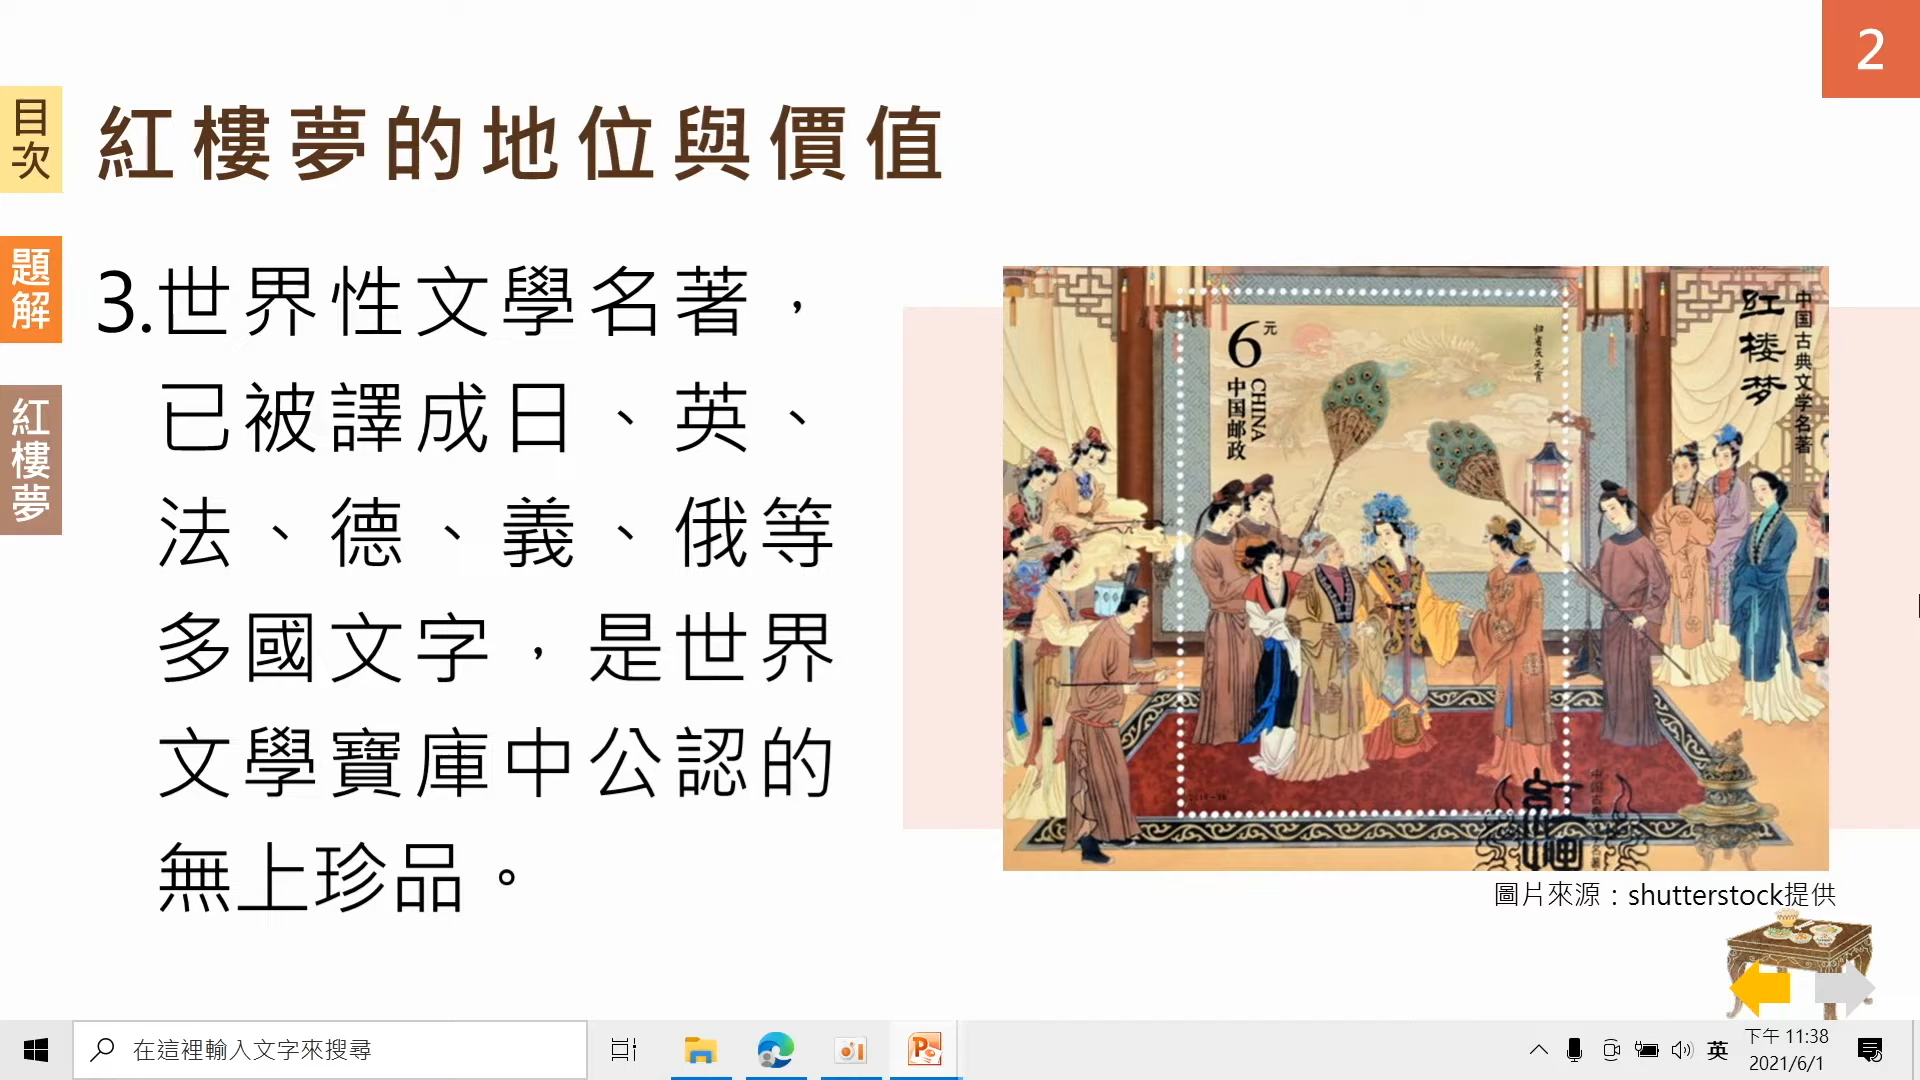 2
目次
紅樓夢的地位與價值
題解
紅樓夢
3.世界性文學名著，
已被譯成日、英、
法、德、義、俄等
多國文字，是世界
文學寶庫中公認的
無上珍品。
6元
中国邮政
CHINA
归省庆元宵
红楼梦
中国古典文学名著
圖片來源：shutterstock提供
在這裡輸入文字來搜尋
英
下午 11:38
2021/6/1